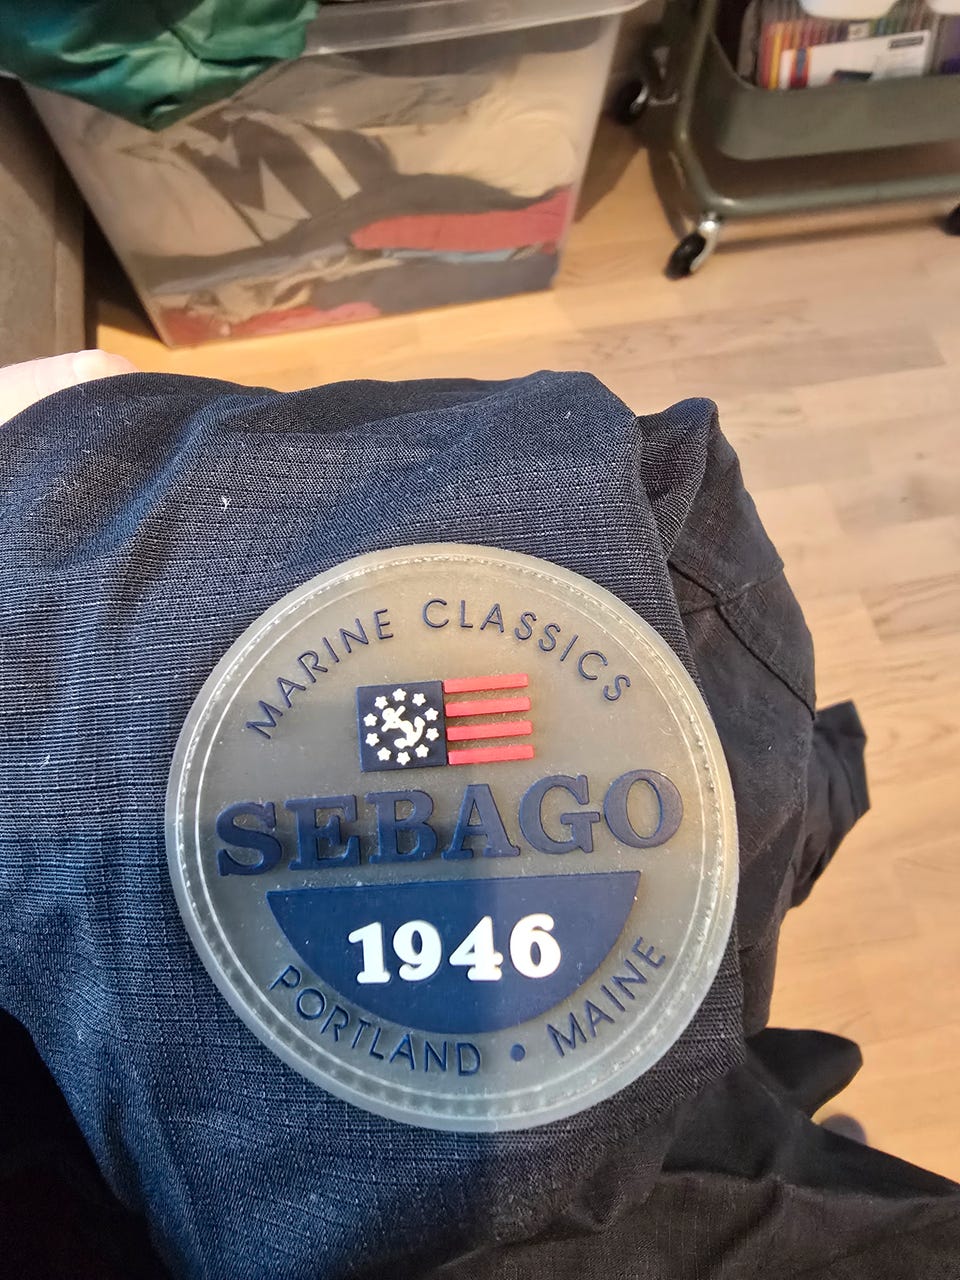 MARINE CLASSICS
SEBAGO
1946
PORTLAND • MAINE